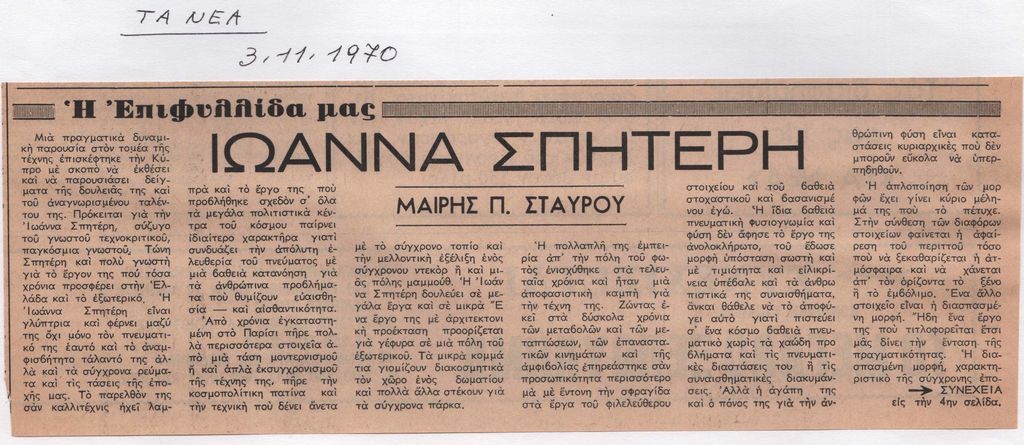 ΤΑ ΝΕΑ
3.11.1970
Ἡ Ἐπιφυλλίδα μας
ΙΩΑΝΝΑ ΣΠΗΤΕΡΗ
ΜΑΙΡΗΣ Π. ΣΤΑΥΡΟΥ
Μιὰ πραγματικὰ δυναμι-
κὴ παρουσία στὸν τομέα τῆς
τέχνης ἐπισκέφτηκε τὴν Κύ-
προ μὲ σκοπὸ νὰ ἐκθέσει
καὶ νὰ παρουσιάσει δείγ-
ματα τῆς δουλειᾶς της καὶ
τοῦ ἀναγνωρισμένου ταλέν-
του της. Πρόκειται γιὰ τὴν
Ἰωάννα Σπητέρη, σύζυγο
τοῦ γνωστοῦ τεχνοκριτικοῦ,
παγκόσμια γνωστοῦ, Τώνη
Σπητέρη καὶ πολὺ γνωστὴ
γιὰ τὸ ἔργον της ποὺ τόσα
χρόνια προσφέρει στὴν Ἑλ-
λάδα καὶ τὸ ἐξωτερικό. Ἡ
Ἰωάννα Σπητέρη εἶναι
γλύπτρια καὶ φέρνει μαζύ
της ὄχι μόνο τὸν πνευματι-
κό της ἑαυτὸ καὶ τὸ ἀναμ-
φισβήτητο τάλαντό της ἀλ-
λὰ καὶ τὰ σύγχρονα ρεύμα-
τα καὶ τὶς τάσεις τῆς ἐπο-
χῆς μας. Τὸ παρελθὸν της
σὰν καλλιτέχνις ἠχεῖ λαμ-
πρὰ καὶ τὸ ἔργο της ποὺ
προβλήθηκε σχεδὸν σ' ὅλα
τὰ μεγάλα πολιτιστικὰ κέν-
τρα τοῦ κόσμου παίρνει
ἰδιαίτερο χαρακτήρα γιατὶ
συνδυάζει τὴν ἀπόλυτη ἐ-
λευθερία τοῦ πνεύματος μὲ
μιὰ βαθειὰ κατανόηση γιὰ
τὰ ἀνθρώπινα προβλήμα-
τα ποὺ θυμίζουν εὐαισθη-
σία — καὶ αἰσθαντικότητα.
Ἀπὸ χρόνια ἐγκαταστη-
μένη στὸ Παρίσι πῆρε πολ-
λὰ περισσότερα στοιχεῖα ἀ-
πὸ μιὰ τάση μοντερνισμοῦ
ἢ καὶ ἁπλὰ ἐκσυγχρονισμοῦ
τῆς τέχνης της, πῆρε τὴν
κοσμοπολίτικη πατίνα καὶ
τὴν τεχνικὴ ποὺ δένει ἄνετα
μὲ τὸ σύγχρονο τοπίο καὶ
τὴν μελλοντικὴ ἐξέλιξη ἑνὸς
σύγχρονου ντεκὸρ ἢ καὶ μι-
ᾶς πόλης μαμμούθ. Ἡ Ἰωάν
να Σπητέρη δουλεύει σὲ με-
γάλα ἔργα καὶ σὲ μικρὰ Ἕ
να ἔργο της μὲ ἀρχιτεκτονι
κὴ προέκταση προορίζεται
γιὰ γέφυρα σὲ μιὰ πόλη τοῦ
ἐξωτερικοῦ. Τὰ μικρὰ κομμά
τια γιομίζουν διακοσμητικὰ
τὸν χῶρο ἑνὸς δωματίου
καὶ πολλὰ ἄλλα στέκουν γιὰ
τὰ σύγχρονα πάρκα.
Ἡ πολλαπλῆ της ἐμπει-
ρία ἀπ' τὴν πόλη τοῦ φω-
τὸς ἐνισχύθηκε στὰ τελευ-
ταῖα χρόνια καὶ ἦταν μιὰ
ἀποφασιστικὴ καμπὴ γιὰ
τὴν τέχνη της. Ζώντας ἐ-
κεῖ στὰ δύσκολα χρόνια
τῶν μεταβολῶν καὶ τῶν με-
ταπτώσεων, τῶν ἐπαναστα-
τικῶν κινημάτων καὶ τῆς
ἀμφιβολίας ἐπηρεάστηκε σὰν
προσωπικότητα περισσότερο
μὰ μὲ ἔντονη τὴν σφραγίδα
στὰ ἔργα τοῦ φιλελεύθερου
στοιχείου καὶ τοῦ βαθειὰ
στοχαστικοῦ καὶ βασανισμέ
νου ἐγώ. Ἡ ἴδια βαθειὰ
πνευματικὴ φυσιογνωμία καὶ
φύση δὲν ἄφησε τὸ ἔργο της
ἀνολοκλήρωτο, τοῦ ἔδωσε
μορφὴ ὑπόσταση σωστὴ καὶ
μὲ τιμιότητα καὶ εἰλικρί-
νεια ὑπέβαλε καὶ τὰ ἀνθρω
πιστικά της συναισθήματα,
ἄνκαι θάθελε νὰ τὸ ἀποφύ-
γει αὐτὸ γιατὶ πιστεύει
σ' ἕνα κόσμο βαθειὰ πνευ-
ματικὸ χωρὶς τὰ χαώδη προ
βλήματα καὶ τὶς πνευματι-
κὲς διαστάσεις του ἢ τὶς
συναισθηματικὲς διακυμάν-
σεις. Ἀλλὰ ἡ ἀγάπη της
καὶ ὁ πόνος της γιὰ τὴν ἀν-
θρώπινη φύση εἶναι κατα-
στάσεις κυριαρχικὲς ποὺ δὲν
μποροῦν εὔκολα νὰ ὑπερ-
πηδηθοῦν.
Ἡ ἁπλοποίηση τῶν μορ
φῶν ἔχει γίνει κύριο μέλη-
μά της ποὺ τὸ πέτυχε.
Στὴν σύνθεση τῶν διαφόρων
στοιχείων φαίνεται ἡ ἀφαί-
ρεση τοῦ περιττοῦ τόσο
ποὺ νὰ ξεκαθαρίζεται ἡ ἀτ-
μόσφαιρα καὶ νὰ χάνεται
ἀπ' τὸν ὁρίζοντα τὸ ξένο
ἢ τὸ ἐμβόλιμο. Ἕνα ἄλλο
στοιχεῖο εἶναι ἡ διασπασμέ-
νη μορφή. Ἤδη ἕνα ἔργο
της ποὺ τιτλοφορεῖται ἔτσι
μᾶς δίνει τὴν ἔνταση τῆς
πραγματικότητας. Ἡ δια-
σπασμένη μορφή, χαρακτη-
ριστικὸ τῆς σύγχρονης ἐπο-
→ ΣΥΝΕΧΕΙΑ
εἰς τὴν 4ην σελίδα.